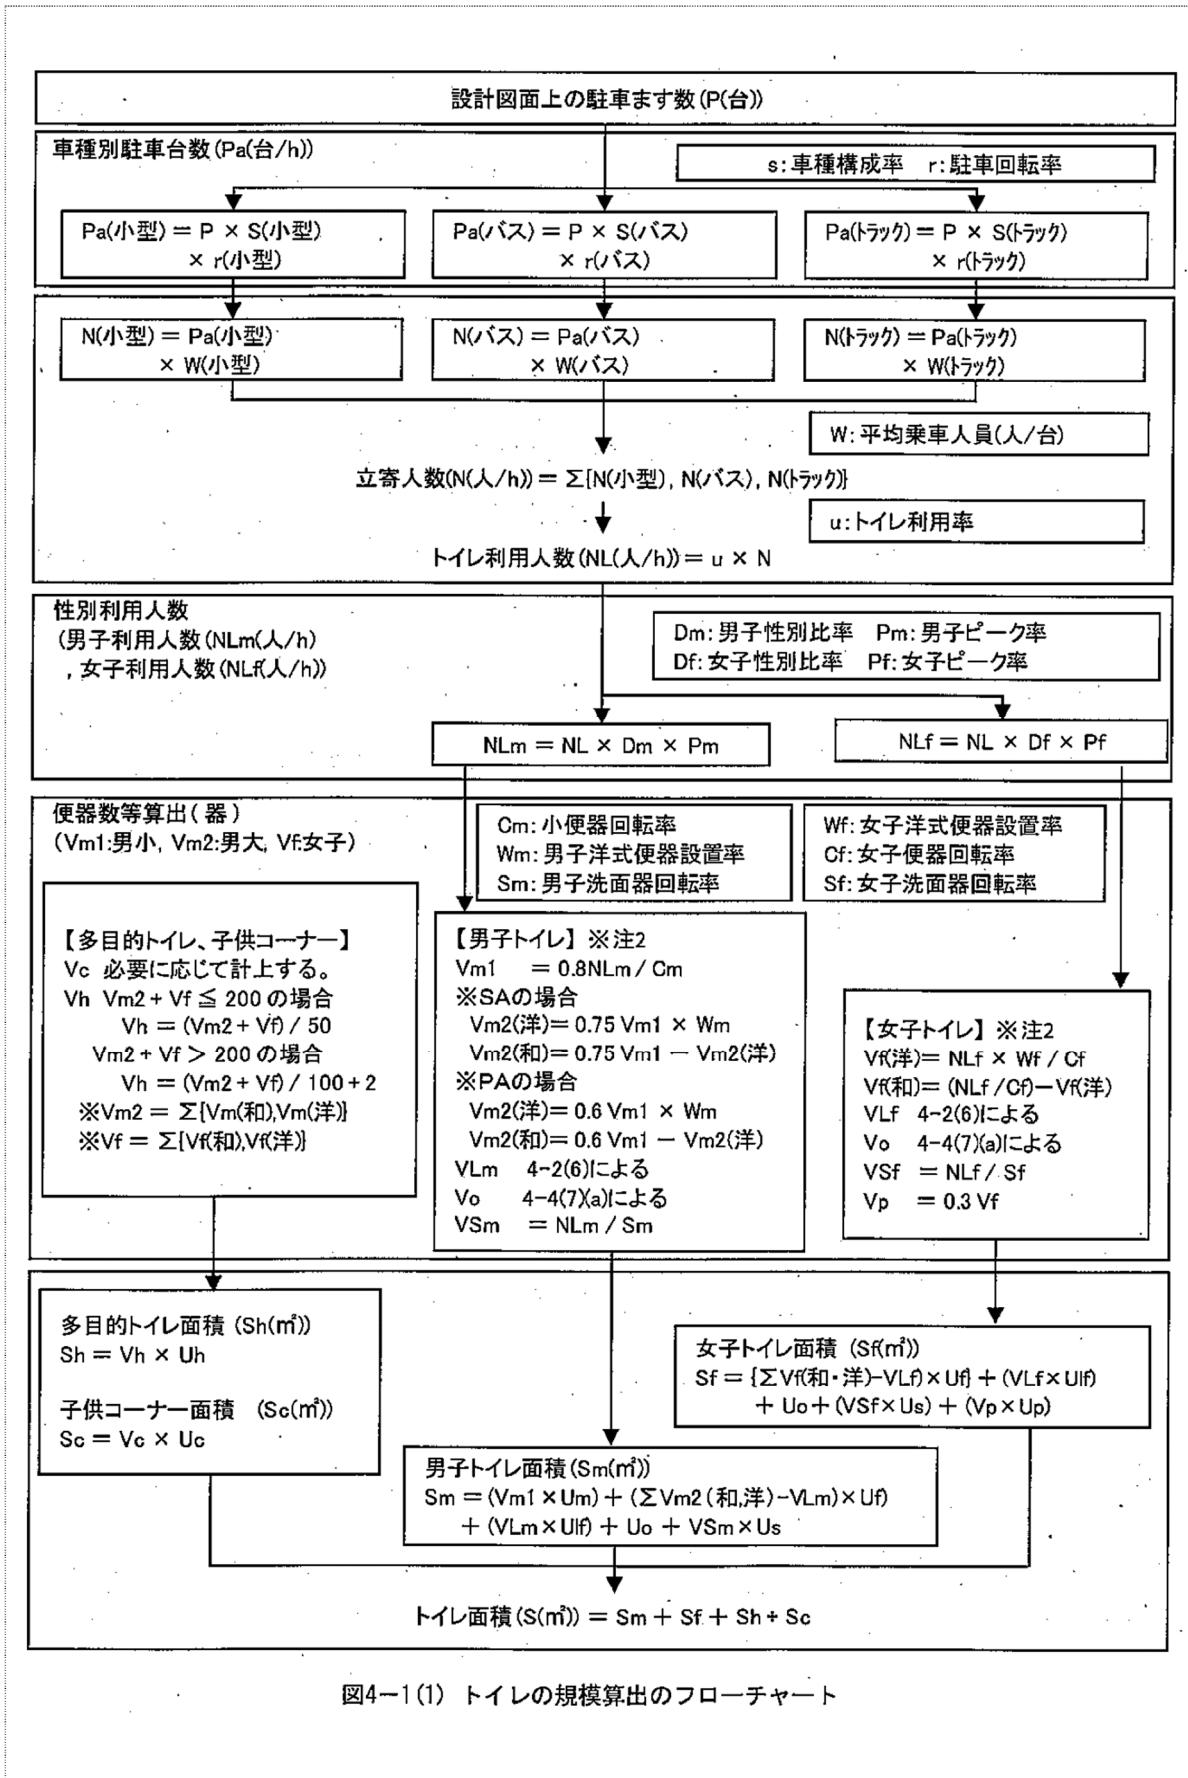 設計図面上の駐車ます数(P(台))
車種別駐車台数(Pa(台/h))
s:車種構成率 r:駐車回転率
Pa(小型) = P × S(小型)
× r(小型)
Pa(バス) = P × S(バス)
× r(バス)
Pa(トラック) = P × S(トラック)
× r(トラック)
N(小型) = Pa(小型)
× W(小型)
N(バス) = Pa(バス)
× W(バス)
N(トラック) = Pa(トラック)
× W(トラック)
W:平均乗車人員(人/台)
立寄人数(N(人/h)) = Σ{N(小型), N(バス), N(トラック)}
u:トイレ利用率
トイレ利用人数(NL(人/h)) = u × N
性別利用人数
(男子利用人数(NLm(人/h)
, 女子利用人数(NLf(人/h))
Dm:男子性別比率 Pm:男子ピーク率
Df:女子性別比率 Pf:女子ピーク率
NLm = NL × Dm × Pm
NLf = NL × Df × Pf
便器数等算出(器)
(Vm1:男小, Vm2:男大, Vf:女子)
Cm:小便器回転率
Wm:男子洋式便器設置率
Sm:男子洗面器回転率
Wf:女子洋式便器設置率
Cf:女子便器回転率
Sf:女子洗面器回転率
【多目的トイレ、子供コーナー】
Vc 必要に応じて計上する。
Vh Vm2 + Vf ≦ 200 の場合
Vh = (Vm2 + Vf) / 50
Vm2 + Vf > 200 の場合
Vh = (Vm2 + Vf) / 100 + 2
※Vm2 = Σ{Vm(和),Vm(洋)}
※Vf = Σ{Vf(和),Vf(洋)}
【男子トイレ】 ※注2
Vm1 = 0.8NLm / Cm
※SAの場合
Vm2(洋) = 0.75 Vm1 × Wm
Vm2(和) = 0.75 Vm1 − Vm2(洋)
※PAの場合
Vm2(洋) = 0.6 Vm1 × Wm
Vm2(和) = 0.6 Vm1 − Vm2(洋)
VLm 4-2(6)による
Vo 4-4(7)(a)による
VSm = NLm / Sm
【女子トイレ】 ※注2
Vf(洋) = NLf × Wf / Cf
Vf(和) = (NLf / Cf) − Vf(洋)
VLf 4-2(6)による
Vo 4-4(7)(a)による
VSf = NLf / Sf
Vp = 0.3 Vf
多目的トイレ面積 (Sh(㎡))
Sh = Vh × Uh
子供コーナー面積 (Sc(㎡))
Sc = Vc × Uc
女子トイレ面積 (Sf(㎡))
Sf = {ΣVf(和・洋)-VLf) × Uf} + (VLf × Ulf)
+ Uo + (VSf × Us) + (Vp × Up)
男子トイレ面積(Sm(㎡))
Sm = (Vm1 × Um) + (ΣVm2 (和,洋) -VLm) × Uf)
+ (VLm × Ulf) + Uo + VSm × Us
トイレ面積(S(㎡)) = Sm + Sf + Sh + Sc
図4－1(1) トイレの規模算出のフローチャート